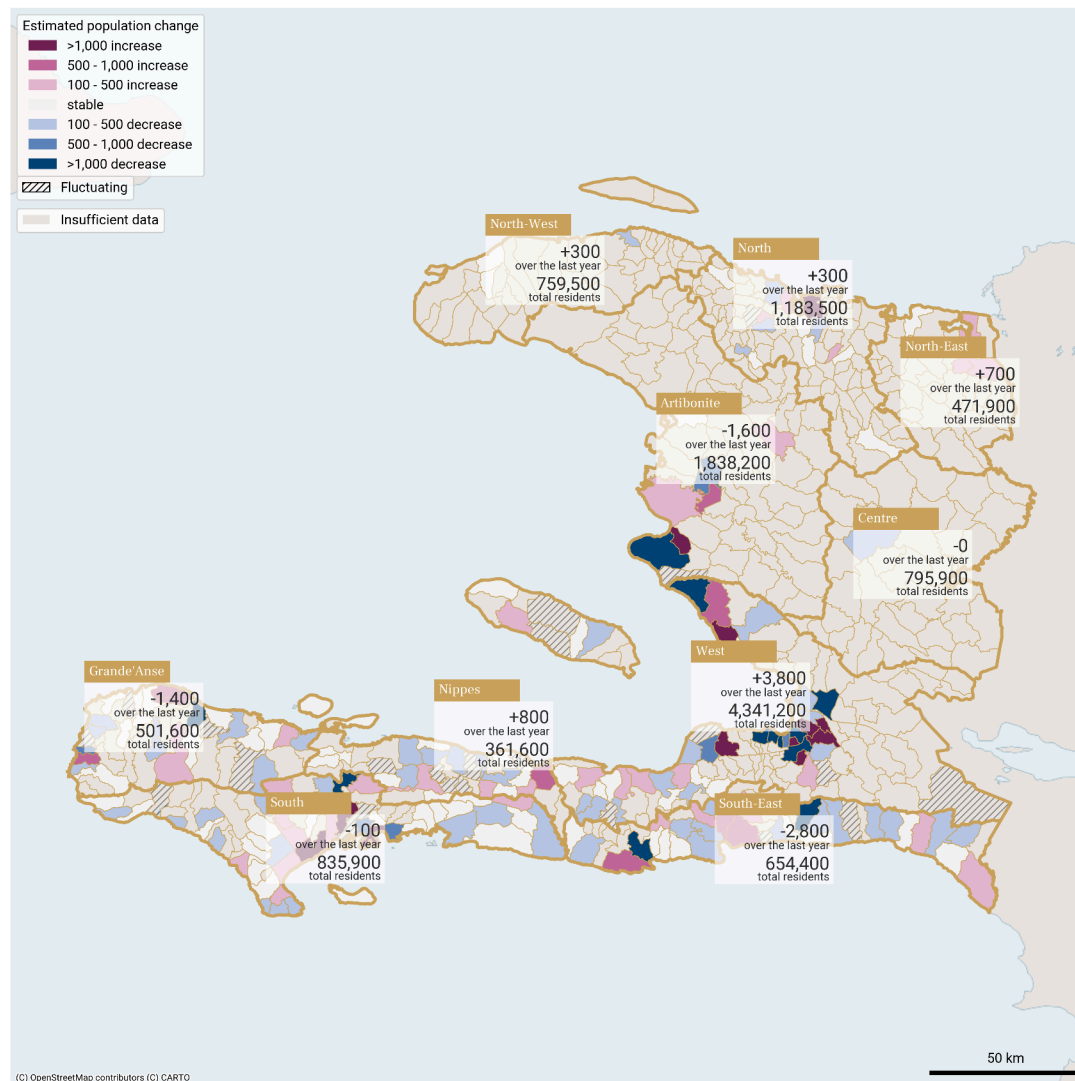 Estimated population change
>1,000 increase
500 - 1,000 increase
100 - 500 increase
stable
100 - 500 decrease
500 - 1,000 decrease
>1,000 decrease
Fluctuating
Insufficient data
North-West
+300
over the last year
759,500
total residents
North
+300
over the last year
1,183,500
total residents
North-East
+700
over the last year
471,900
total residents
Artibonite
-1,600
over the last year
1,838,200
total residents
Centre
-0
over the last year
795,900
total residents
West
+3,800
over the last year
4,341,200
total residents
Grande'Anse
-1,400
over the last year
501,600
total residents
Nippes
+800
over the last year
361,600
total residents
South
-100
over the last year
835,900
total residents
South-East
-2,800
over the last year
654,400
total residents
50 km
(C) OpenStreetMap contributors (C) CARTO